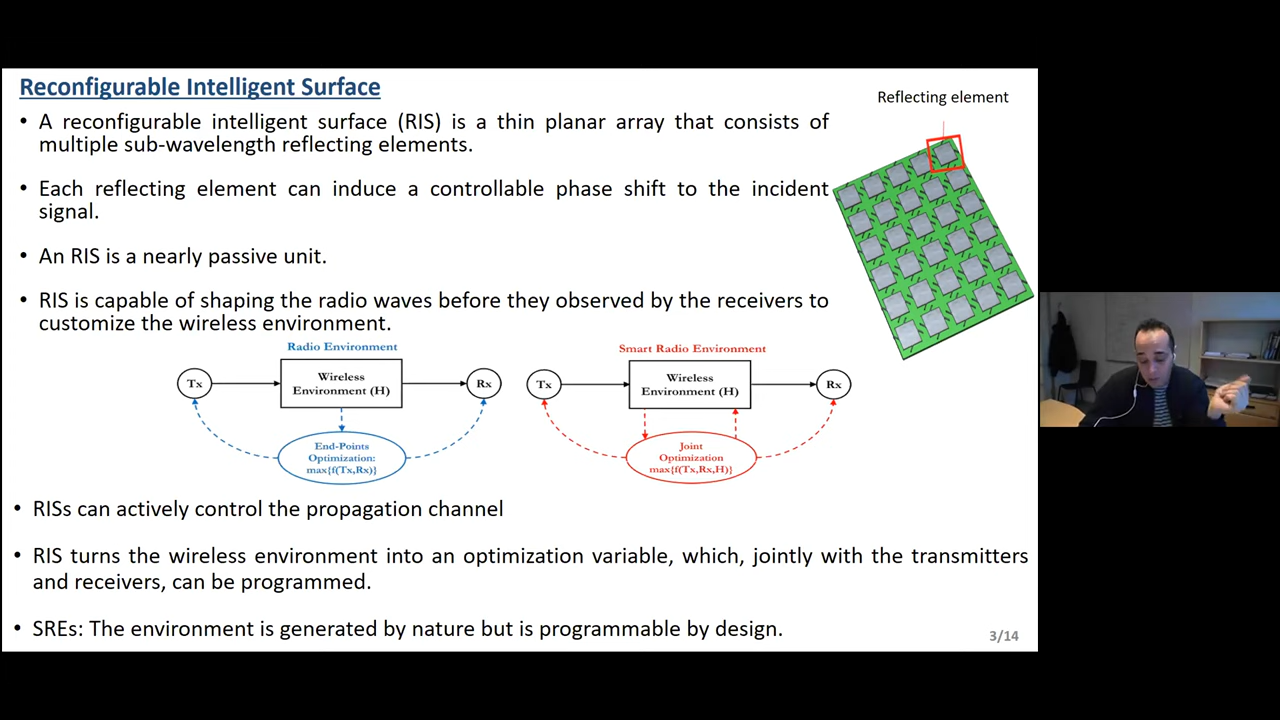 Reconfigurable Intelligent Surface
Reflecting element
• A reconfigurable intelligent surface (RIS) is a thin planar array that consists of
multiple sub-wavelength reflecting elements.
• Each reflecting element can induce a controllable phase shift to the incident
signal.
• An RIS is a nearly passive unit.
• RIS is capable of shaping the radio waves before they observed by the receivers to
customize the wireless environment.
Radio Environment
Tx
Wireless
Environment (H)
Rx
End-Points
Optimization:
max{f(Tx,Rx)}
Smart Radio Environment
Tx
Wireless
Environment (H)
Rx
Joint
Optimization
max{f(Tx,Rx,H)}
• RISs can actively control the propagation channel
• RIS turns the wireless environment into an optimization variable, which, jointly with the transmitters
and receivers, can be programmed.
• SREs: The environment is generated by nature but is programmable by design.
3/14